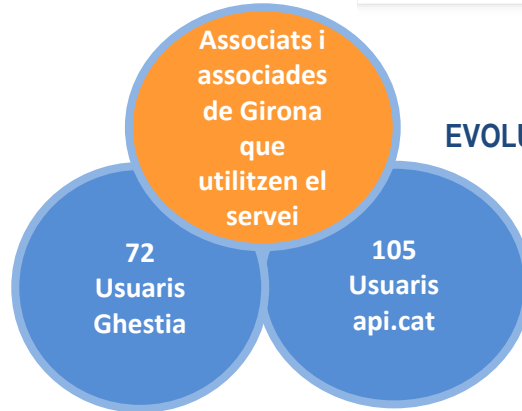 Associats i
associades
de Girona
que
utilitzen el
servei
EVOLU
72
Usuaris
Ghestia
105
Usuaris
api.cat